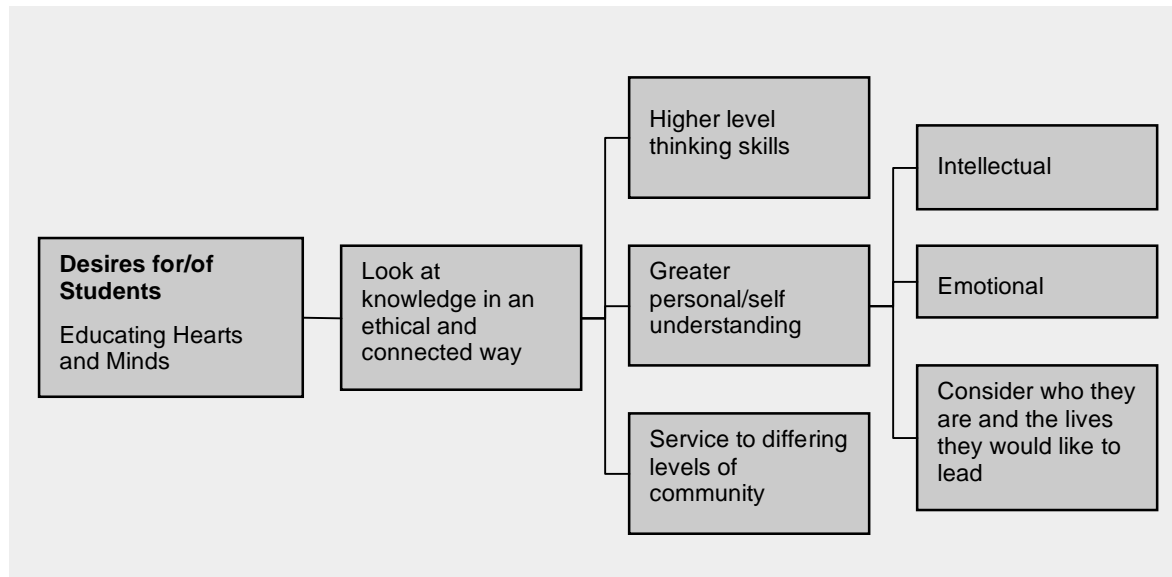 Desires for/of
Students
Educating Hearts
and Minds
Look at
knowledge in an
ethical and
connected way
Higher level
thinking skills
Greater
personal/self
understanding
Service to differing
levels of
community
Intellectual
Emotional
Consider who they
are and the lives
they would like to
lead